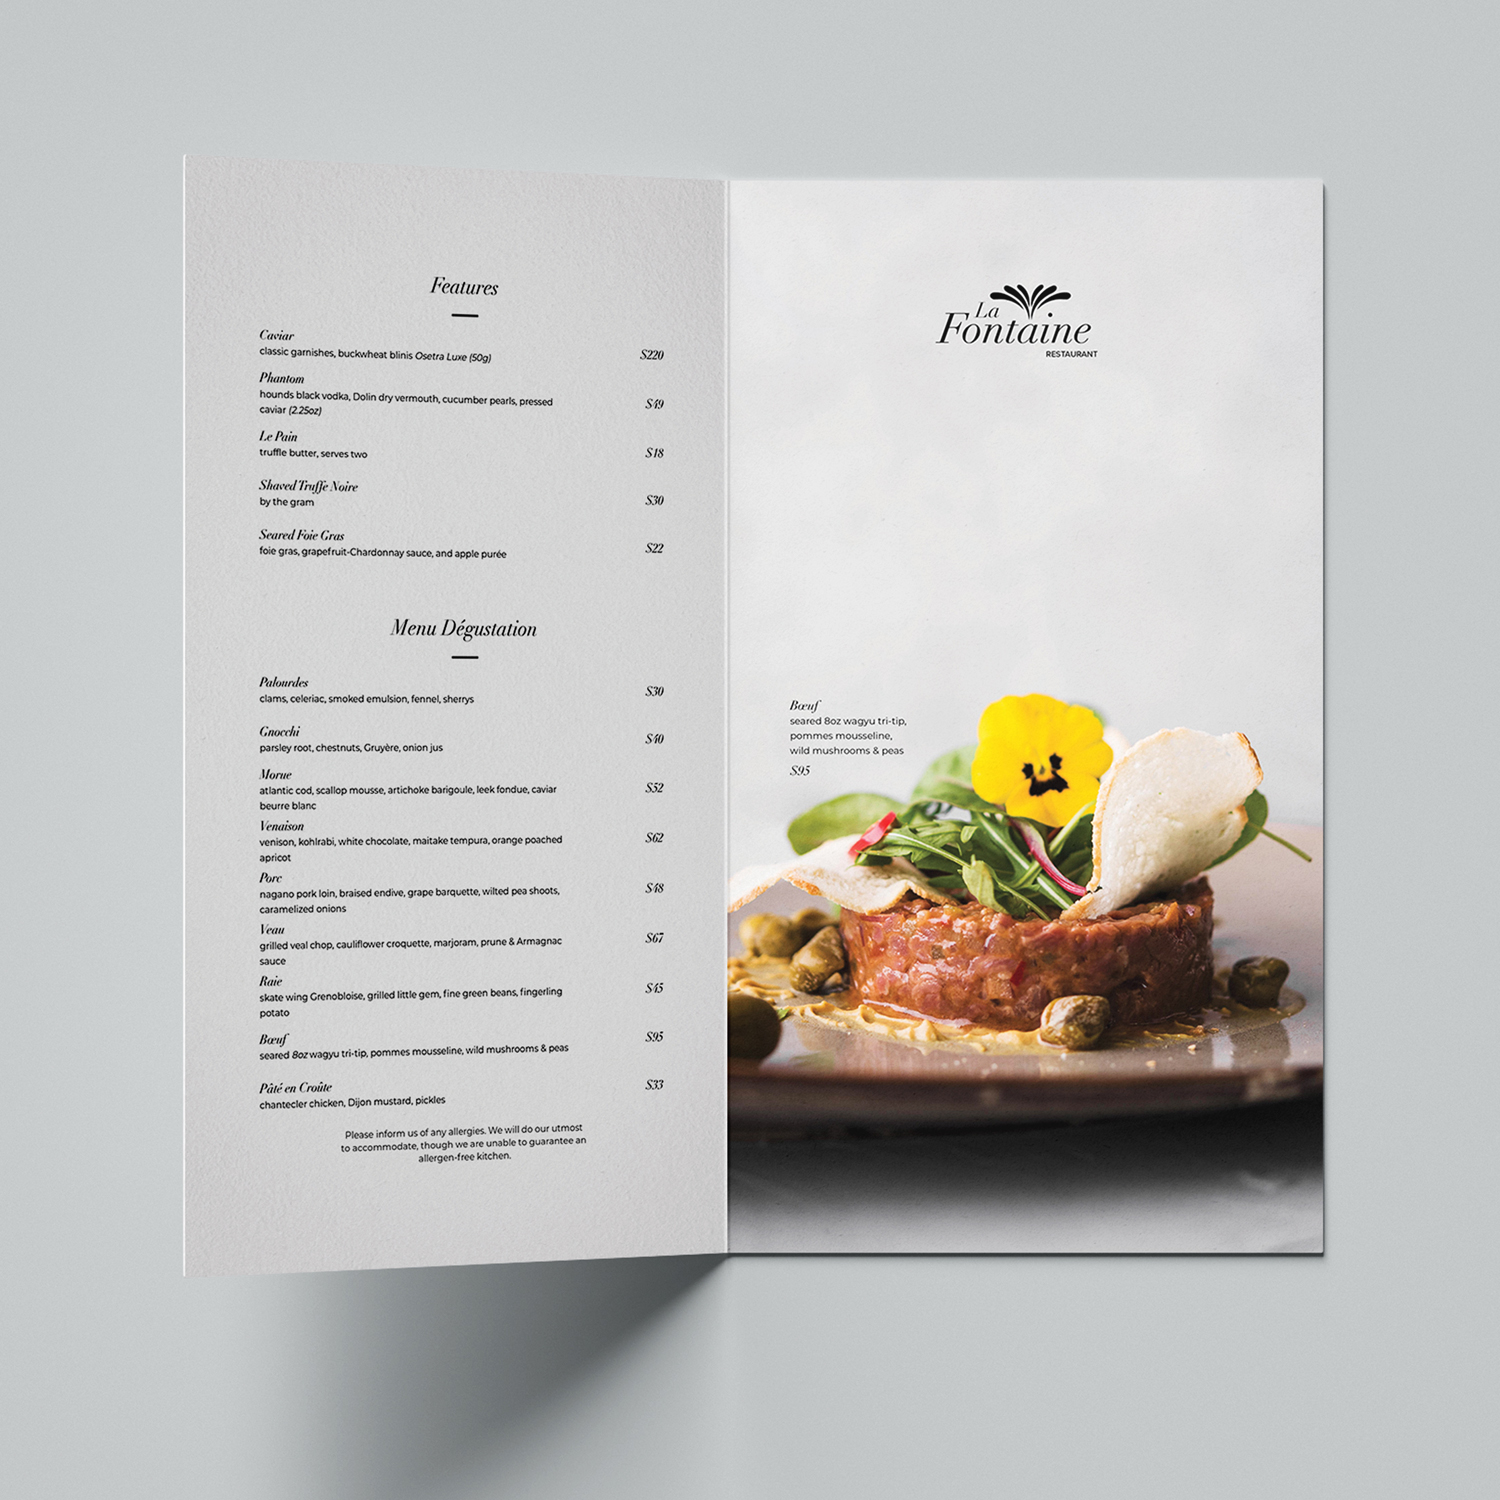 Features
Caviar
classic garnishes, buckwheat blinis Osetra Luxe (50g)
$220
Phantom
hounds black vodka, Dolin dry vermouth, cucumber pearls, pressed
caviar (2.25oz)
$49
Le Pain
truffle butter, serves two
$18
Shaved Truffe Noire
by the gram
$30
Seared Foie Gras
foie gras, grapefruit-Chardonnay sauce, and apple purée
$22
Menu Dégustation
Palourdes
clams, celeriac, smoked emulsion, fennel, sherrys
$30
Gnocchi
parsley root, chestnuts, Gruyère, onion jus
$40
Morue
atlantic cod, scallop mousse, artichoke barigoule, leek fondue, caviar
beurre blanc
$52
Venaison
venison, kohlrabi, white chocolate, maitake tempura, orange poached
apricot
$62
Porc
nagano pork loin, braised endive, grape barquette, wilted pea shoots,
caramelized onions
$48
Veau
grilled veal chop, cauliflower croquette, marjoram, prune & Armagnac
sauce
$67
Raie
skate wing Grenobloise, grilled little gem, fine green beans, fingerling
potato
$45
Bœuf
seared 8oz wagyu tri-tip, pommes mousseline, wild mushrooms & peas
$95
Pâté en Croûte
chantecler chicken, Dijon mustard, pickles
$33
Please inform us of any allergies. We will do our utmost
to accommodate, though we are unable to guarantee an
allergen-free kitchen.
La
Fontaine
RESTAURANT
Bœuf
seared 8oz wagyu tri-tip,
pommes mousseline,
wild mushrooms & peas
$95